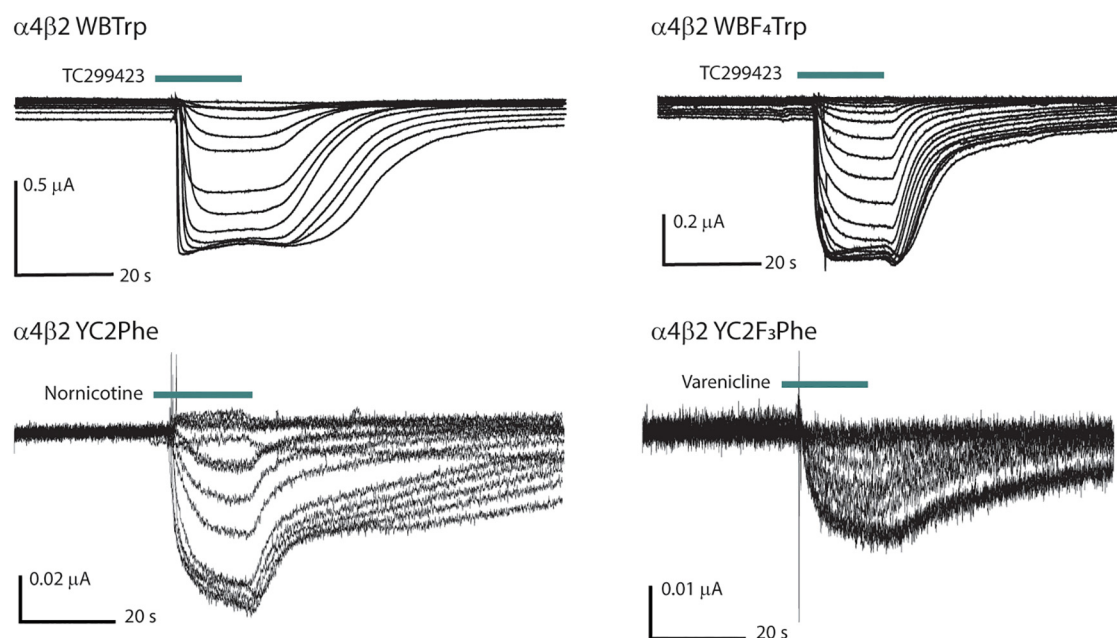 α4β2 WBTrp
TC299423
0.5 μA
20 s
α4β2 WBF₄Trp
TC299423
0.2 μA
20 s
α4β2 YC2Phe
Nornicotine
0.02 μA
20 s
α4β2 YC2F₃Phe
Varenicline
0.01 μA
20 s